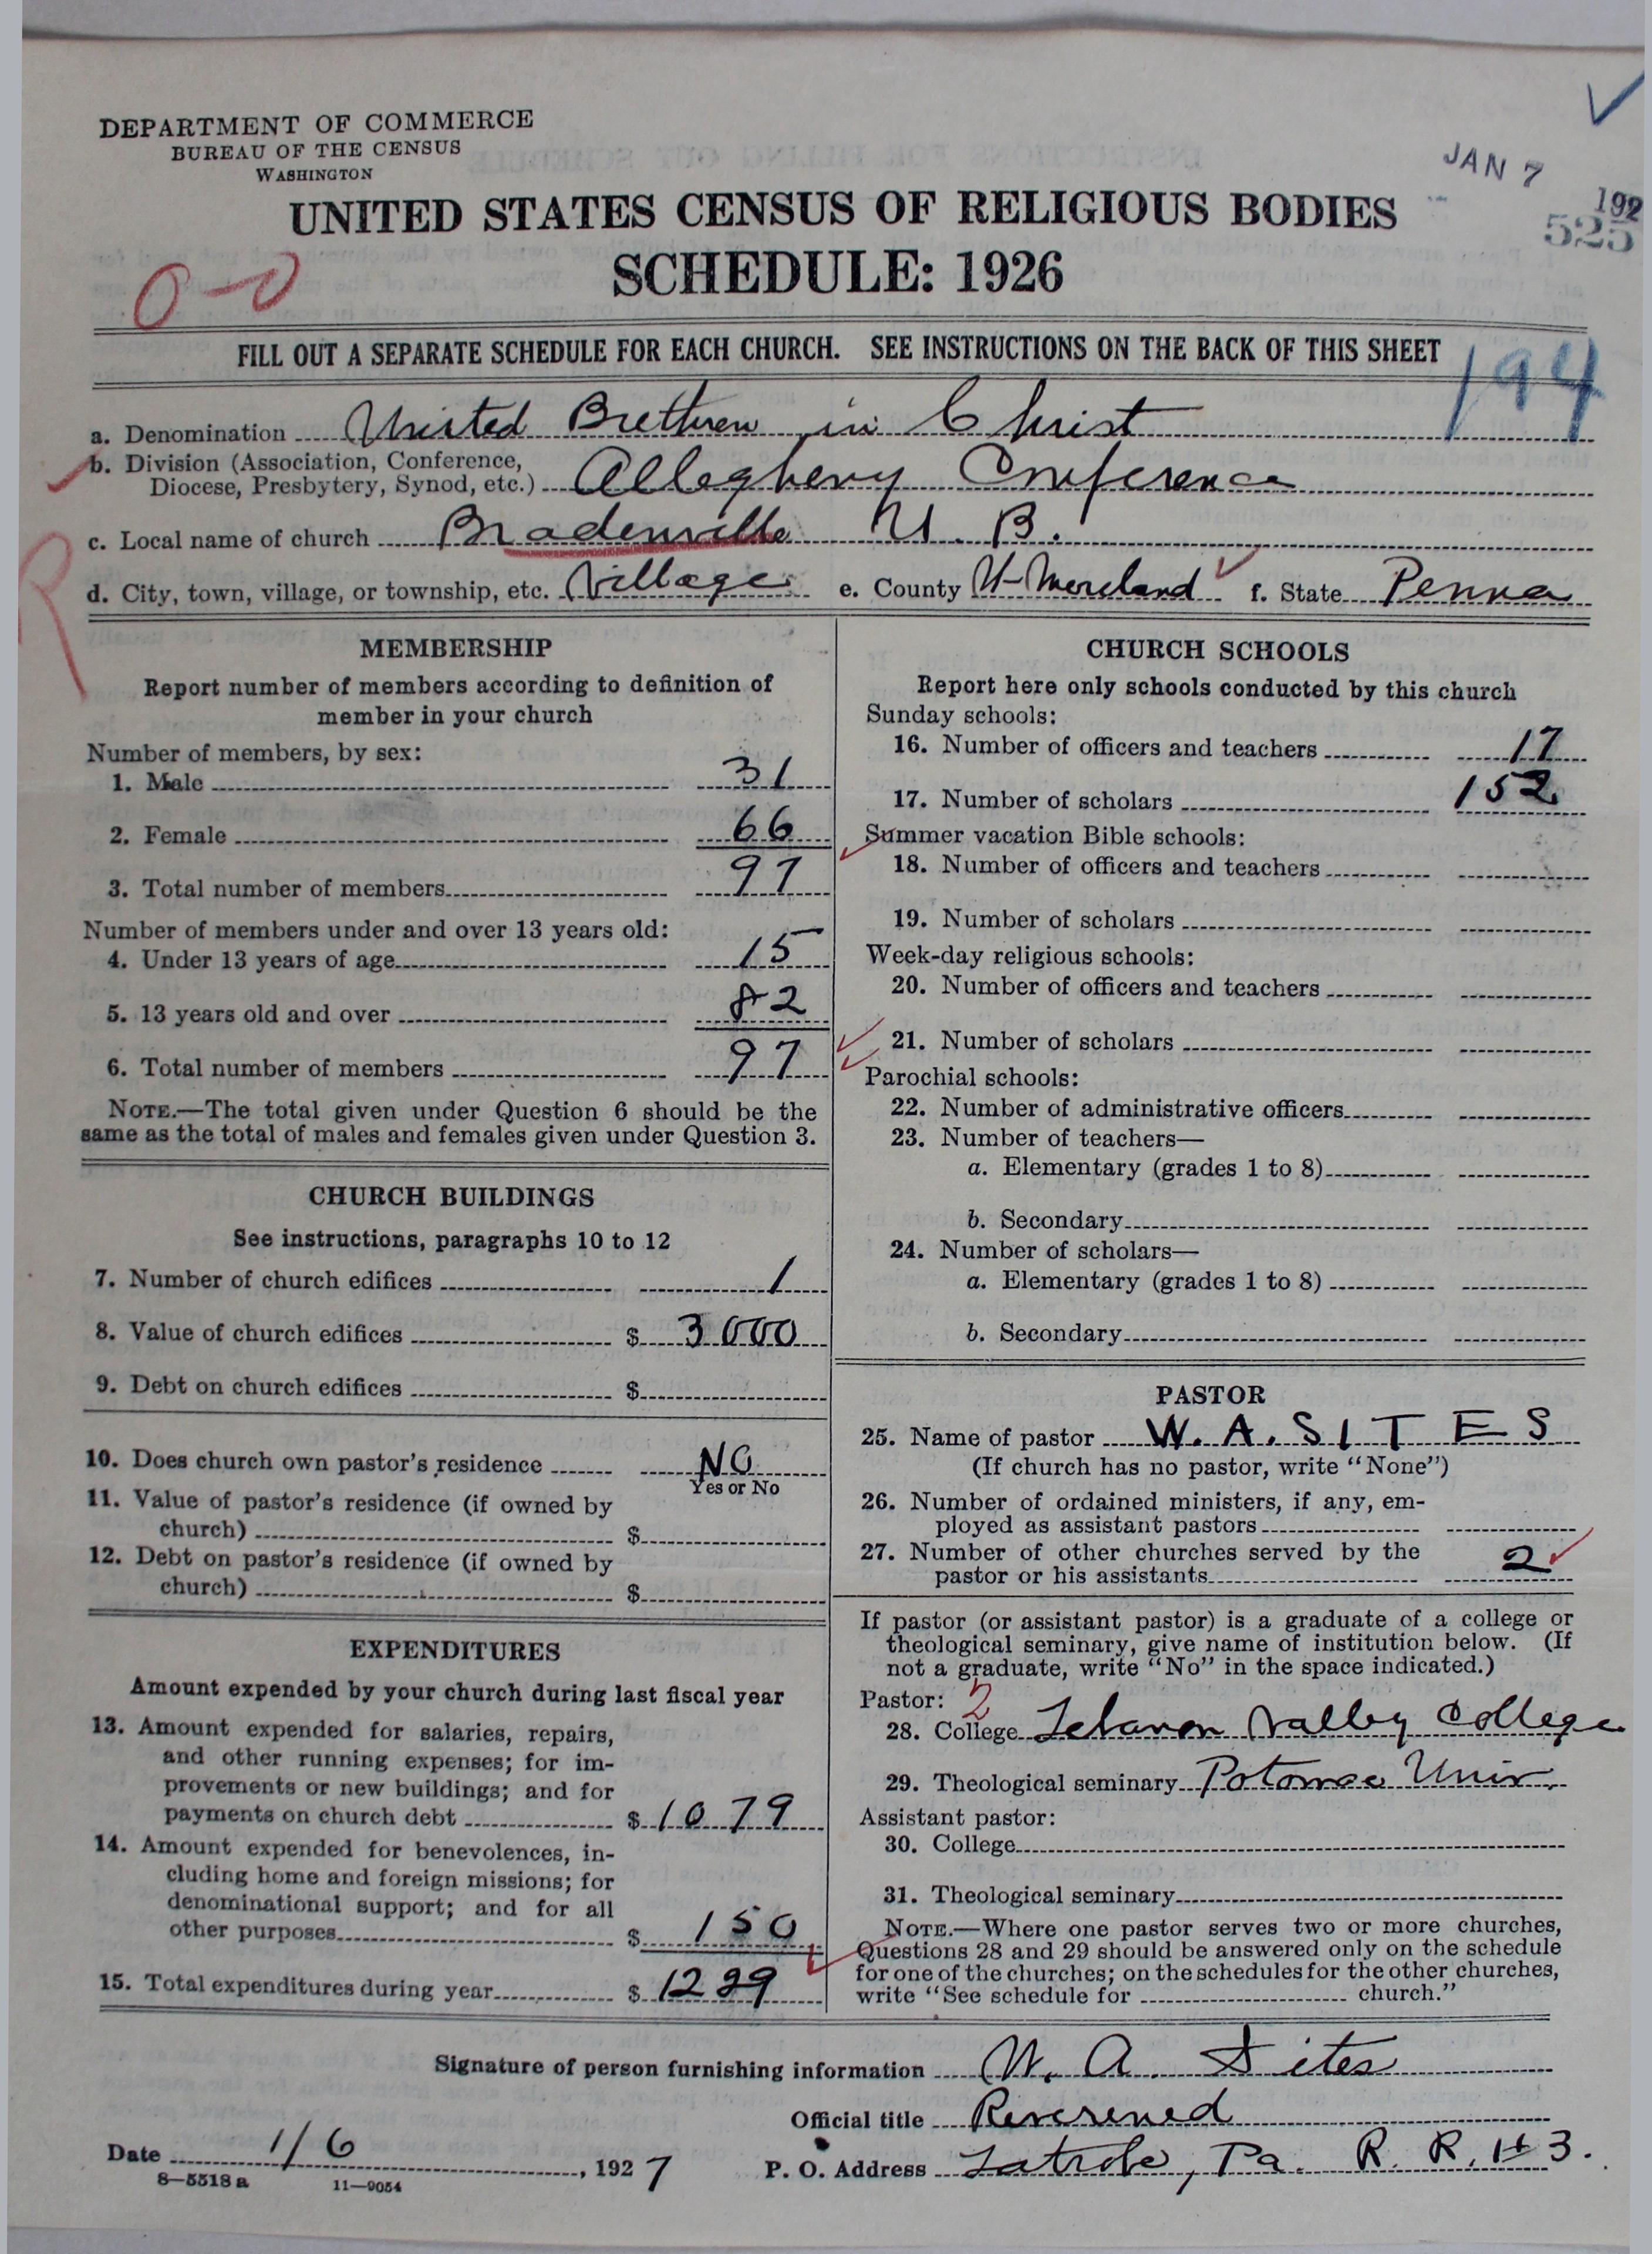 DEPARTMENT OF COMMERCE
BUREAU OF THE CENSUS
WASHINGTON
JAN 7 192
525
UNITED STATES CENSUS OF RELIGIOUS BODIES
SCHEDULE: 1926
0-0
FILL OUT A SEPARATE SCHEDULE FOR EACH CHURCH. SEE INSTRUCTIONS ON THE BACK OF THIS SHEET
194
a. Denomination United Brethren in Christ
b. Division (Association, Conference, Diocese, Presbytery, Synod, etc.) Allegheny Conference
c. Local name of church Bradenville U. B.
d. City, town, village, or township, etc. Village e. County W-Moreland f. State Penna
R
MEMBERSHIP
Report number of members according to definition of
member in your church
Number of members, by sex:
1. Male 31
2. Female 66
3. Total number of members 97
Number of members under and over 13 years old:
4. Under 13 years of age 15
5. 13 years old and over 82
6. Total number of members 97
NOTE.—The total given under Question 6 should be the
same as the total of males and females given under Question 3.
CHURCH BUILDINGS
See instructions, paragraphs 10 to 12
7. Number of church edifices 1
8. Value of church edifices $ 3000
9. Debt on church edifices $
10. Does church own pastor's residence NO
Yes or No
11. Value of pastor's residence (if owned by
church) $
12. Debt on pastor's residence (if owned by
church) $
EXPENDITURES
Amount expended by your church during last fiscal year
13. Amount expended for salaries, repairs,
and other running expenses; for im-
provements or new buildings; and for
payments on church debt $ 1079
14. Amount expended for benevolences, in-
cluding home and foreign missions; for
denominational support; and for all
other purposes $ 150
15. Total expenditures during year $ 1229
CHURCH SCHOOLS
Report here only schools conducted by this church
Sunday schools:
16. Number of officers and teachers 17
17. Number of scholars 152
Summer vacation Bible schools:
18. Number of officers and teachers
19. Number of scholars
Week-day religious schools:
20. Number of officers and teachers
21. Number of scholars
Parochial schools:
22. Number of administrative officers
23. Number of teachers—
a. Elementary (grades 1 to 8)
b. Secondary
24. Number of scholars—
a. Elementary (grades 1 to 8)
b. Secondary
PASTOR
25. Name of pastor W. A. SITES
(If church has no pastor, write "None")
26. Number of ordained ministers, if any, em-
ployed as assistant pastors
27. Number of other churches served by the
pastor or his assistants 2
If pastor (or assistant pastor) is a graduate of a college or
theological seminary, give name of institution below. (If
not a graduate, write "No" in the space indicated.)
Pastor: 2
28. College Lebanon Valley College
29. Theological seminary Potomac Univ.
Assistant pastor:
30. College
31. Theological seminary
NOTE.—Where one pastor serves two or more churches,
Questions 28 and 29 should be answered only on the schedule
for one of the churches; on the schedules for the other churches,
write "See schedule for church."
Signature of person furnishing information W. A. Sites
Official title Reverened
Date 1/6, 1927 P. O. Address Latrobe, Pa. R. R. # 3.
8—5518 a 11—9054